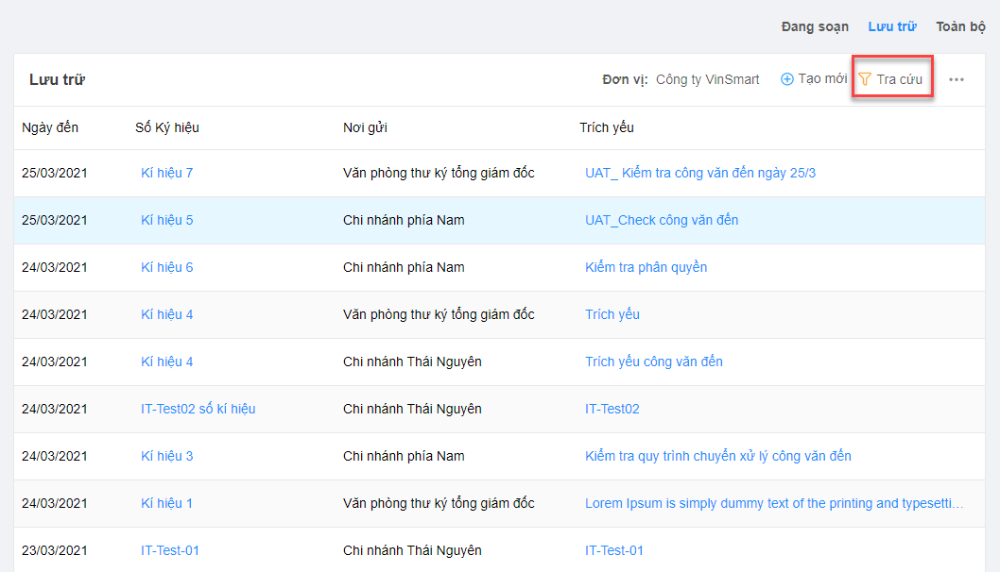 Đang soạn Lưu trữ Toàn bộ
Lưu trữ Đơn vị: Công ty VinSmart Tạo mới Tra cứu
Ngày đến Số Ký hiệu Nơi gửi Trích yếu
25/03/2021 Kí hiệu 7 Văn phòng thư ký tổng giám đốc UAT_ Kiểm tra công văn đến ngày 25/3
25/03/2021 Kí hiệu 5 Chi nhánh phía Nam UAT_Check công văn đến
24/03/2021 Kí hiệu 6 Chi nhánh phía Nam Kiểm tra phân quyền
24/03/2021 Kí hiệu 4 Văn phòng thư ký tổng giám đốc Trích yếu
24/03/2021 Kí hiệu 4 Chi nhánh Thái Nguyên Trích yếu công văn đến
24/03/2021 IT-Test02 số kí hiệu Chi nhánh Thái Nguyên IT-Test02
24/03/2021 Kí hiệu 3 Chi nhánh phía Nam Kiểm tra quy trình chuyển xử lý công văn đến
24/03/2021 Kí hiệu 1 Văn phòng thư ký tổng giám đốc Lorem Ipsum is simply dummy text of the printing and typesetti...
23/03/2021 IT-Test-01 Chi nhánh Thái Nguyên IT-Test-01